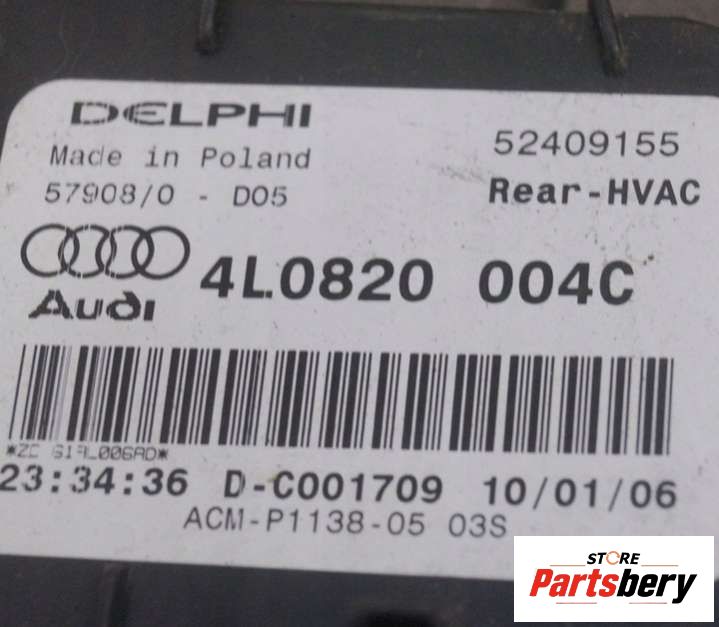 DELPHI
Made in Poland
57908/0 - D05
52409155
Rear-HVAC
Audi
4L0820 004C
23:34:36 D-C001709 10/01/06
ACM-P1138-05 03S
STORE
Partsbery